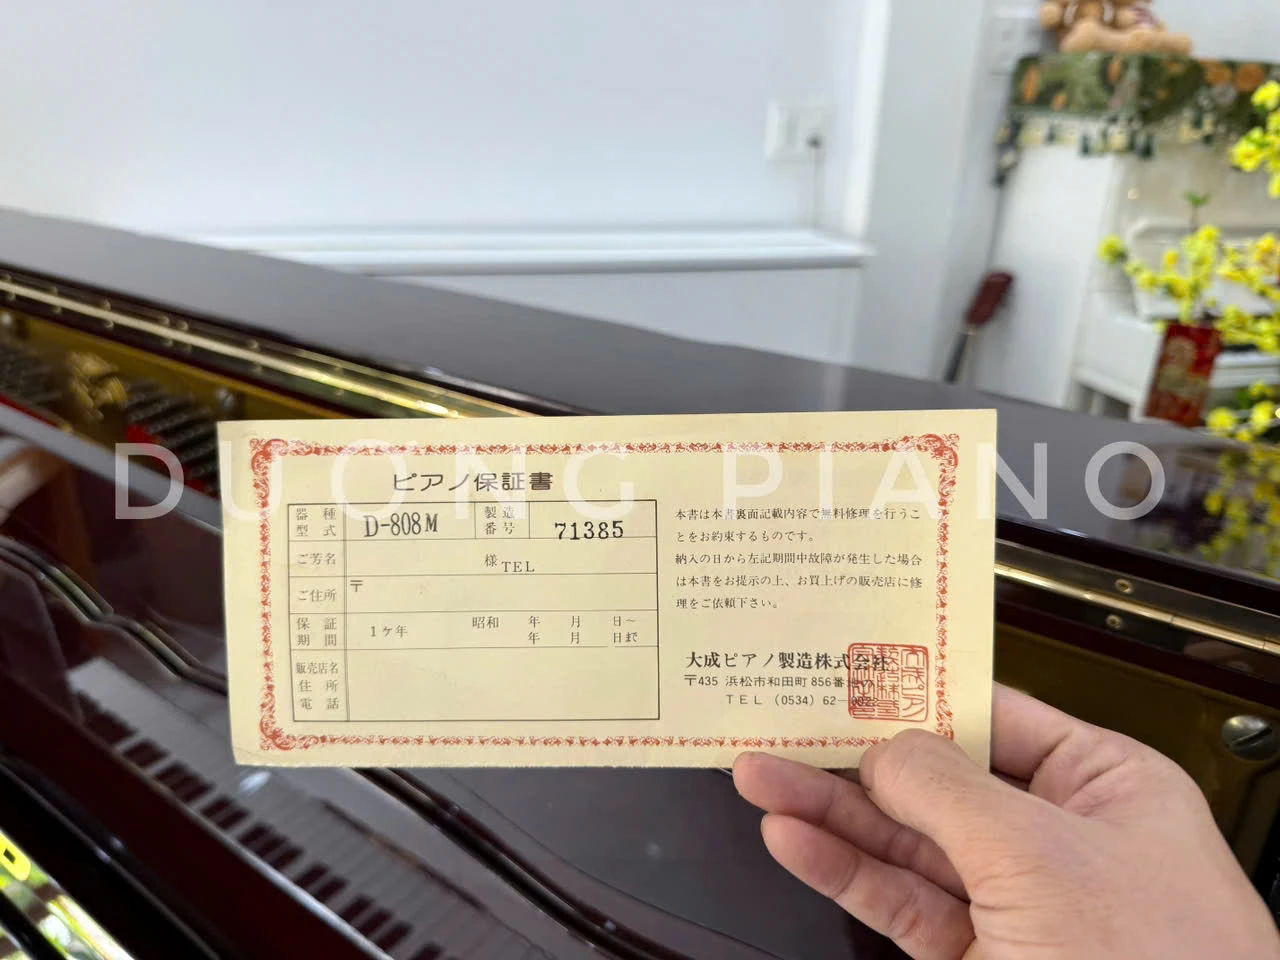 DUONG PIANO
ピアノ保証書
器種
型式
D-808M
製造
番号
71385
ご芳名
様 TEL
ご住所
〒
保証
期間
1ヶ年
昭和 年 月 日～
年 月 日まで
販売店名
住所
電話
本書は本書裏面記載内容で無料修理を行うこ
とをお約束するものです。
納入の日から左記期間中故障が発生した場合
は本書をお提示の上、お買上げの販売店に修
理をご依頼下さい。
大成ピアノ製造株式会社
〒435 浜松市和田町856番地の
TEL (0534) 62-